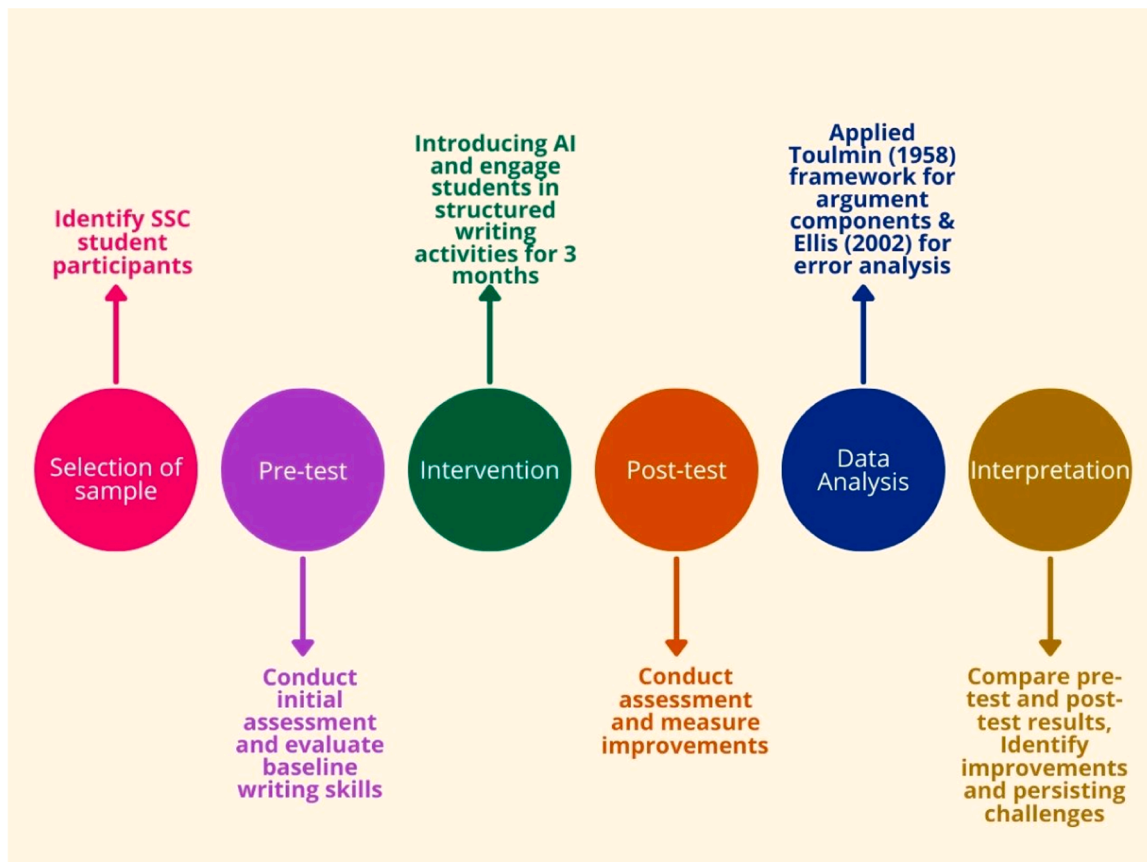 Identify SSC
student
participants
Introducing AI
and engage
students in
structured
writing
activities for 3
months
Applied
Toulmin (1958)
framework for
argument
components &
Ellis (2002) for
error analysis
Selection of
sample
Pre-test
Intervention
Post-test
Data
Analysis
Interpretation
Conduct
initial
assessment
and evaluate
baseline
writing skills
Conduct
assessment
and measure
improvements
Compare pre-
test and post-
test results,
Identify
improvements
and persisting
challenges